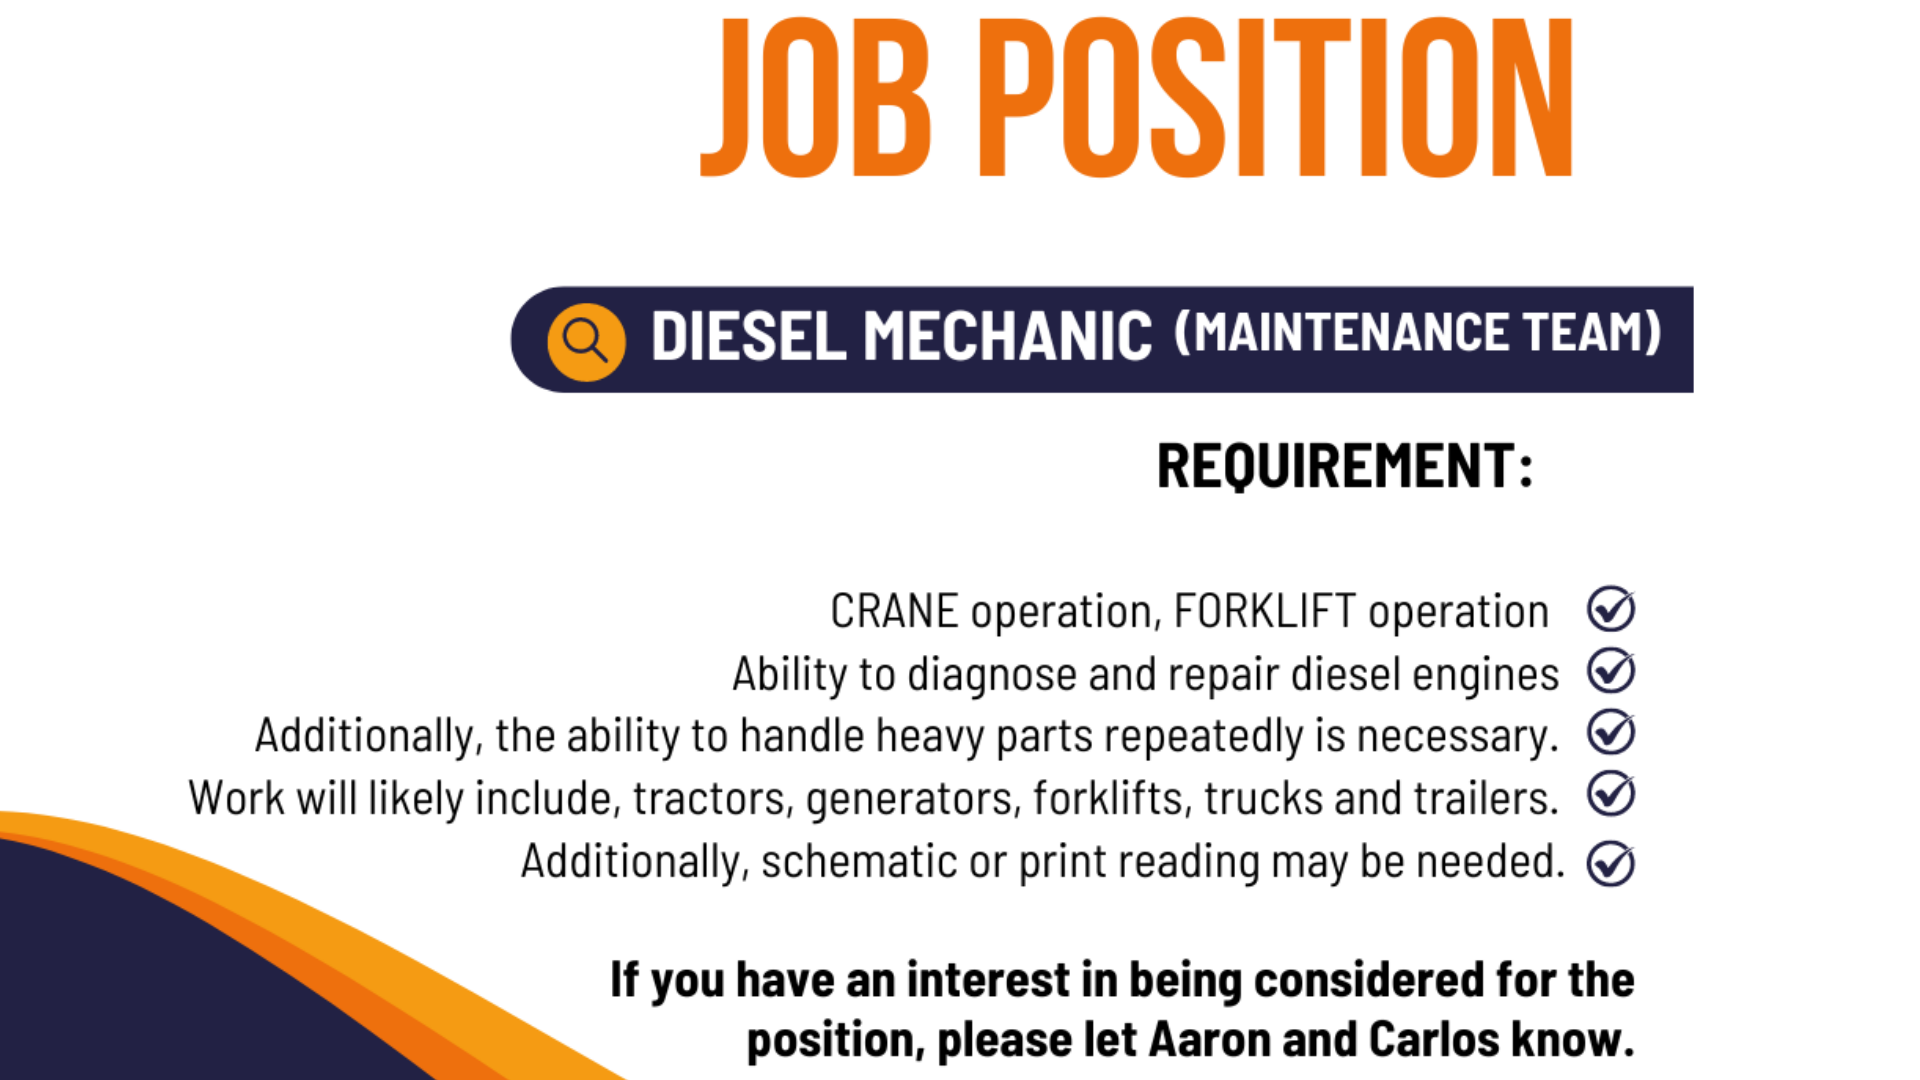 JOB POSITION
DIESEL MECHANIC (MAINTENANCE TEAM)
REQUIREMENT:
CRANE operation, FORKLIFT operation
Ability to diagnose and repair diesel engines
Additionally, the ability to handle heavy parts repeatedly is necessary.
Work will likely include, tractors, generators, forklifts, trucks and trailers.
Additionally, schematic or print reading may be needed.
If you have an interest in being considered for the
position, please let Aaron and Carlos know.